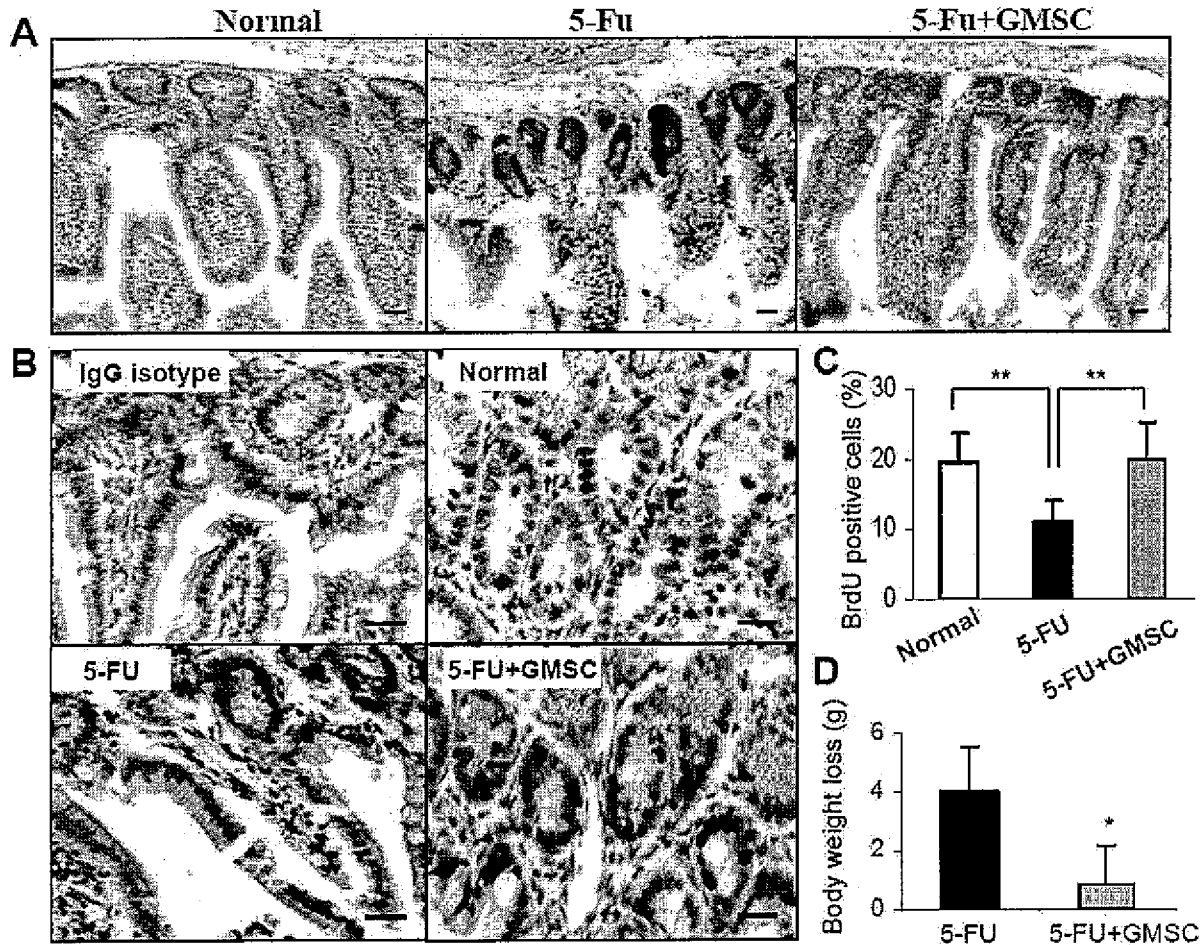 Normal
5-Fu
5-Fu+GMSC
A
B
IgG isotype
Normal
5-FU
5-FU+GMSC
C
BrdU positive cells (%)
30
20
10
0
**
**
Normal
5-FU
5-FU+GMSC
D
Body weight loss (g)
6
4
2
0
*
5-FU
5-FU+GMSC